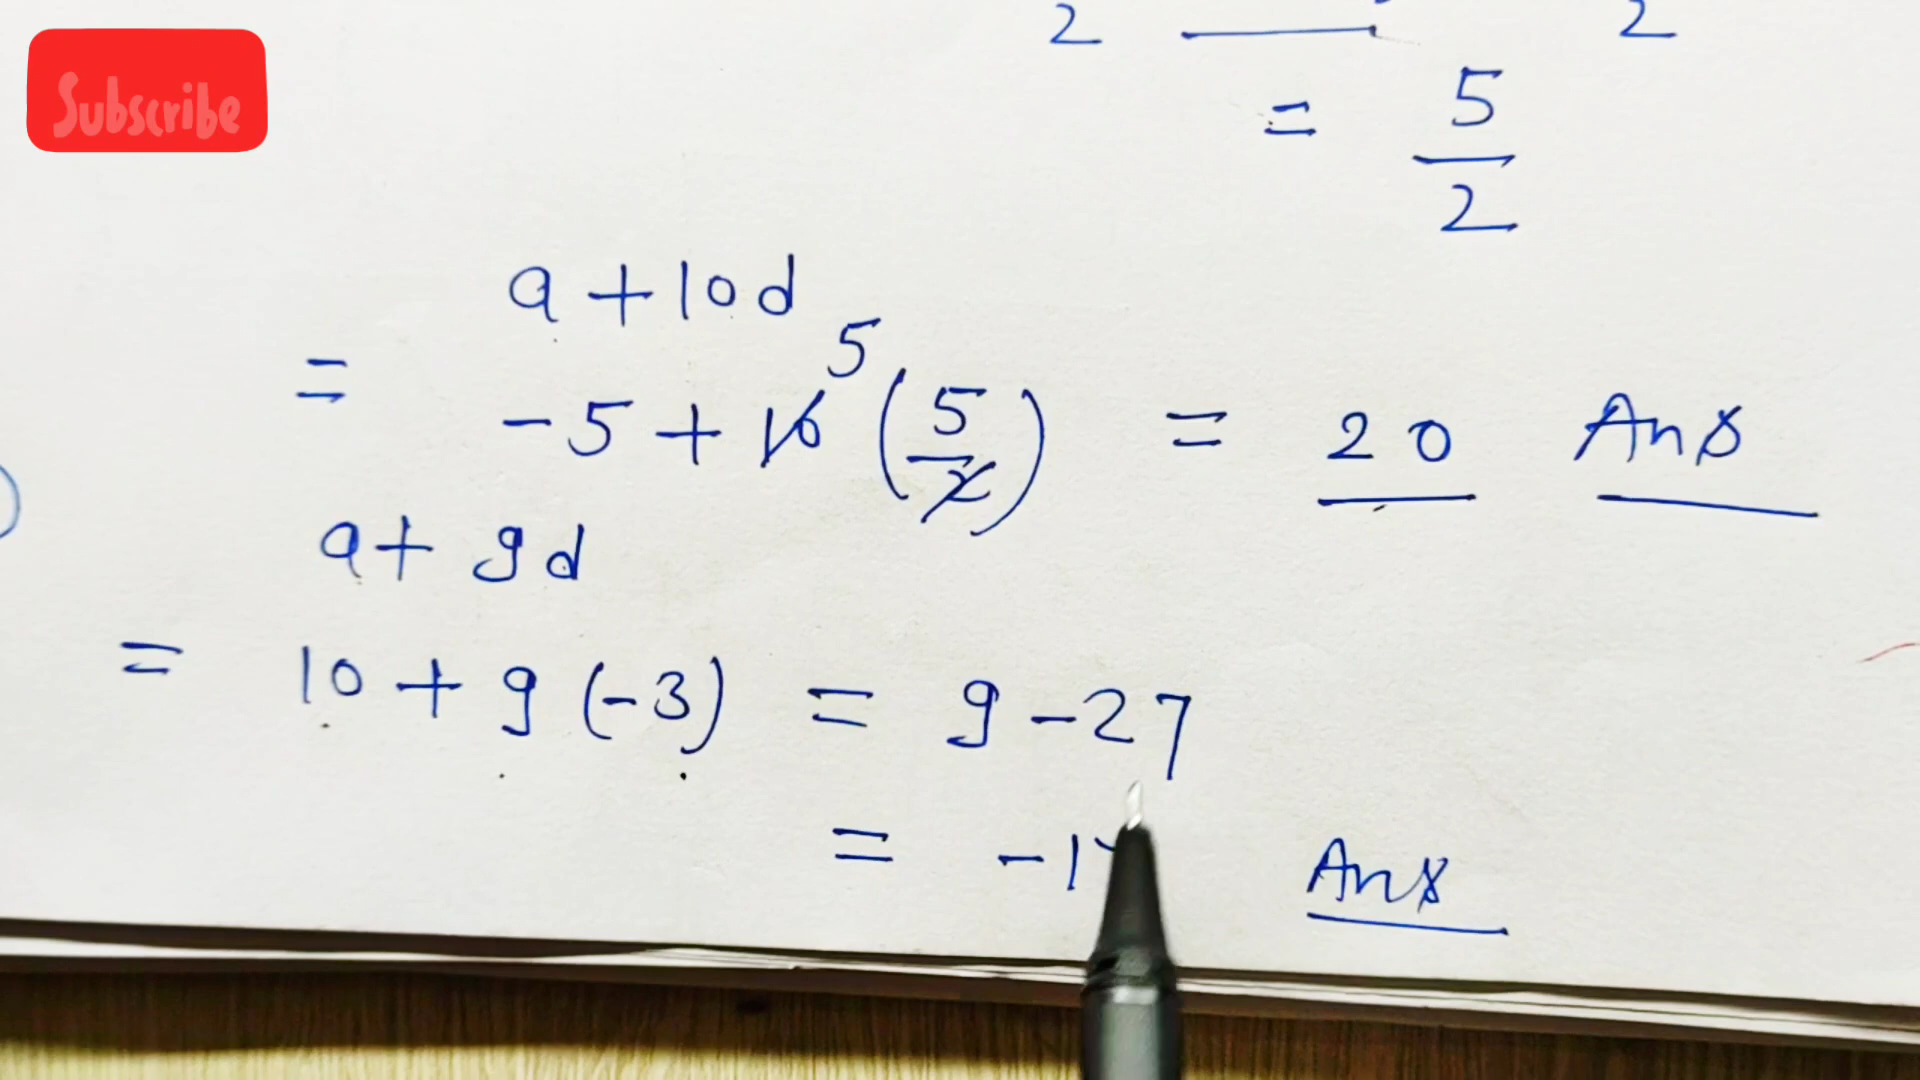 Subscribe
2 2
= 5/2
a + 10d
= -5 + 10 5 (5/2) = 20 Ans
a + 9d
= 10 + 9 (-3) = 9 - 27
= -1 Ans